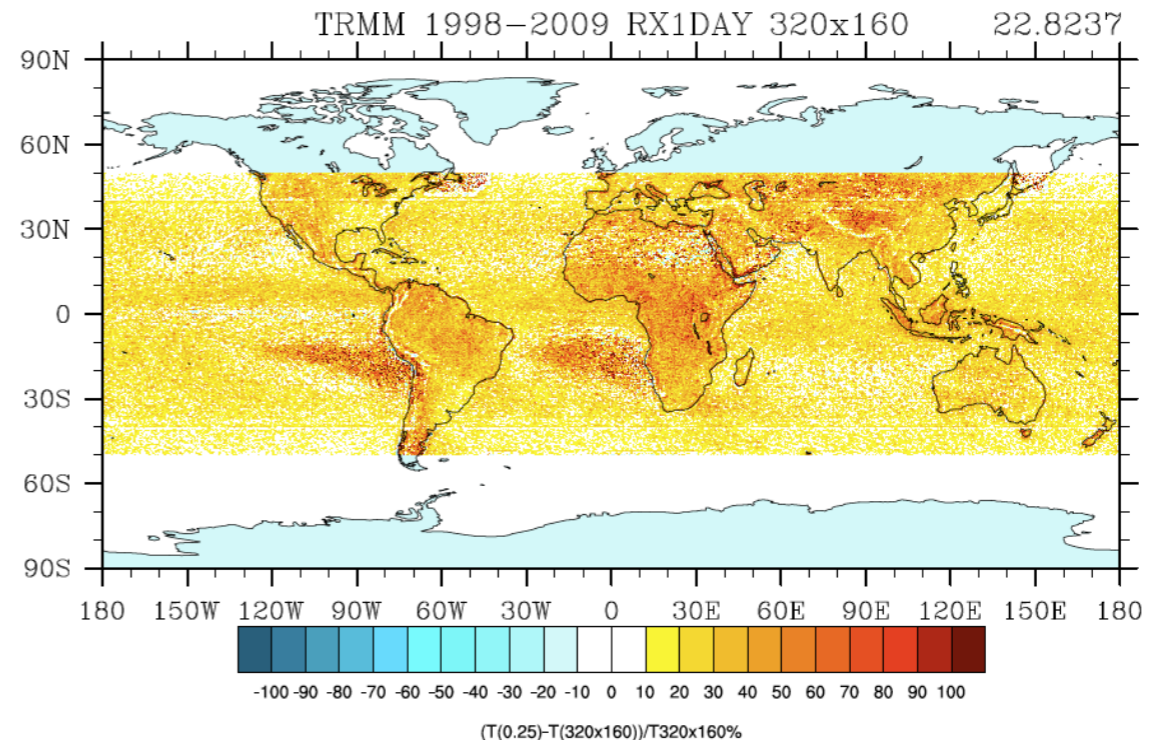 TRMM 1998−2009 RX1DAY 320x160 22.8237
90N
60N
30N
0
30S
60S
90S
180 150W 120W 90W 60W 30W 0 30E 60E 90E 120E 150E 180
-100 -90 -80 -70 -60 -50 -40 -30 -20 -10 0 10 20 30 40 50 60 70 80 90 100
(T(0.25)-T(320x160))/T320x160%